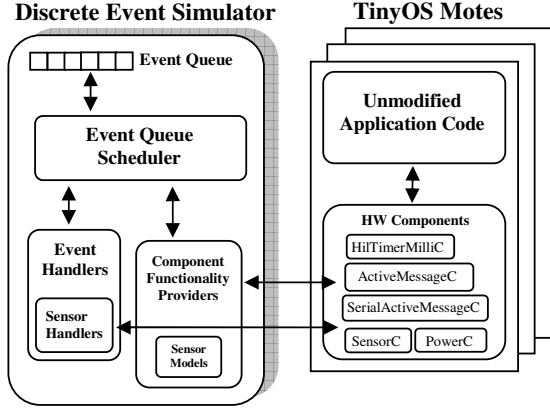 Discrete Event Simulator
Event Queue
Event Queue
Scheduler
Event
Handlers
Sensor
Handlers
Component
Functionality
Providers
Sensor
Models
TinyOS Motes
Unmodified
Application Code
HW Components
HilTimerMilliC
ActiveMessageC
SerialActiveMessageC
SensorC
PowerC